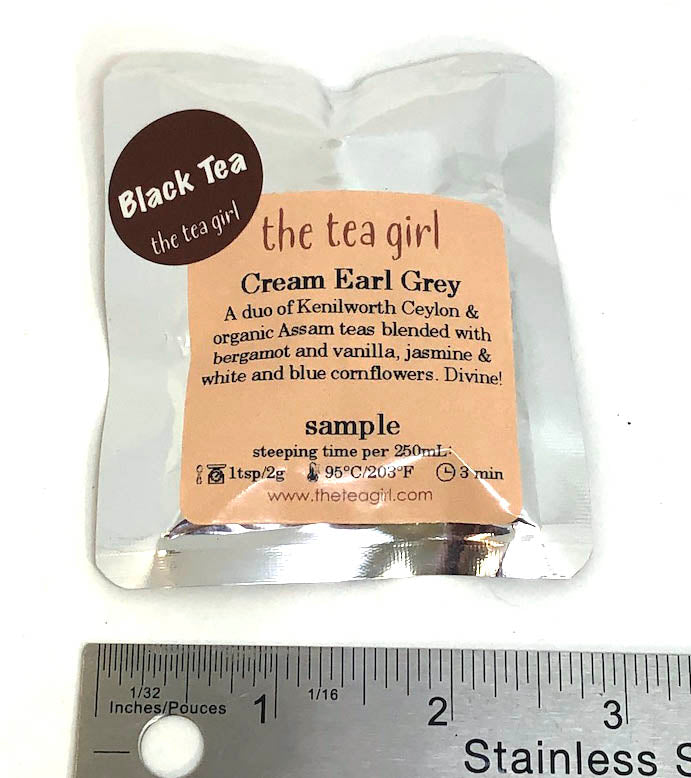 Black Tea
the tea girl
the tea girl
Cream Earl Grey
A duo of Kenilworth Ceylon &
organic Assam teas blended with
bergamot and vanilla, jasmine &
white and blue cornflowers. Divine!
sample
steeping time per 250mL:
1tsp/2g 95°C/203°F 3 min
www.theteagirl.com
1/32
Inches/Pouces
1
1/16
2
3
Stainless S